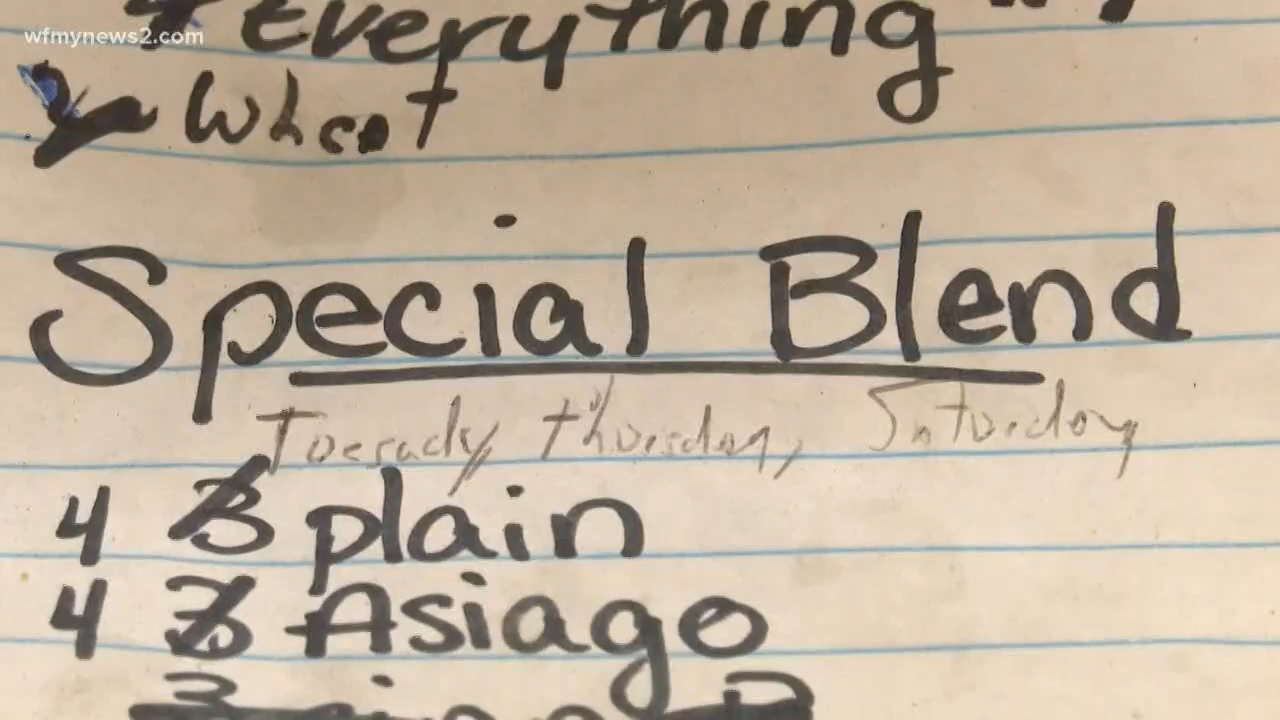 wfmynews2.com
Everything
Wheat
Special Blend
Tuesday, thursday, Saturday
4 3 plain
4 3 Asiago